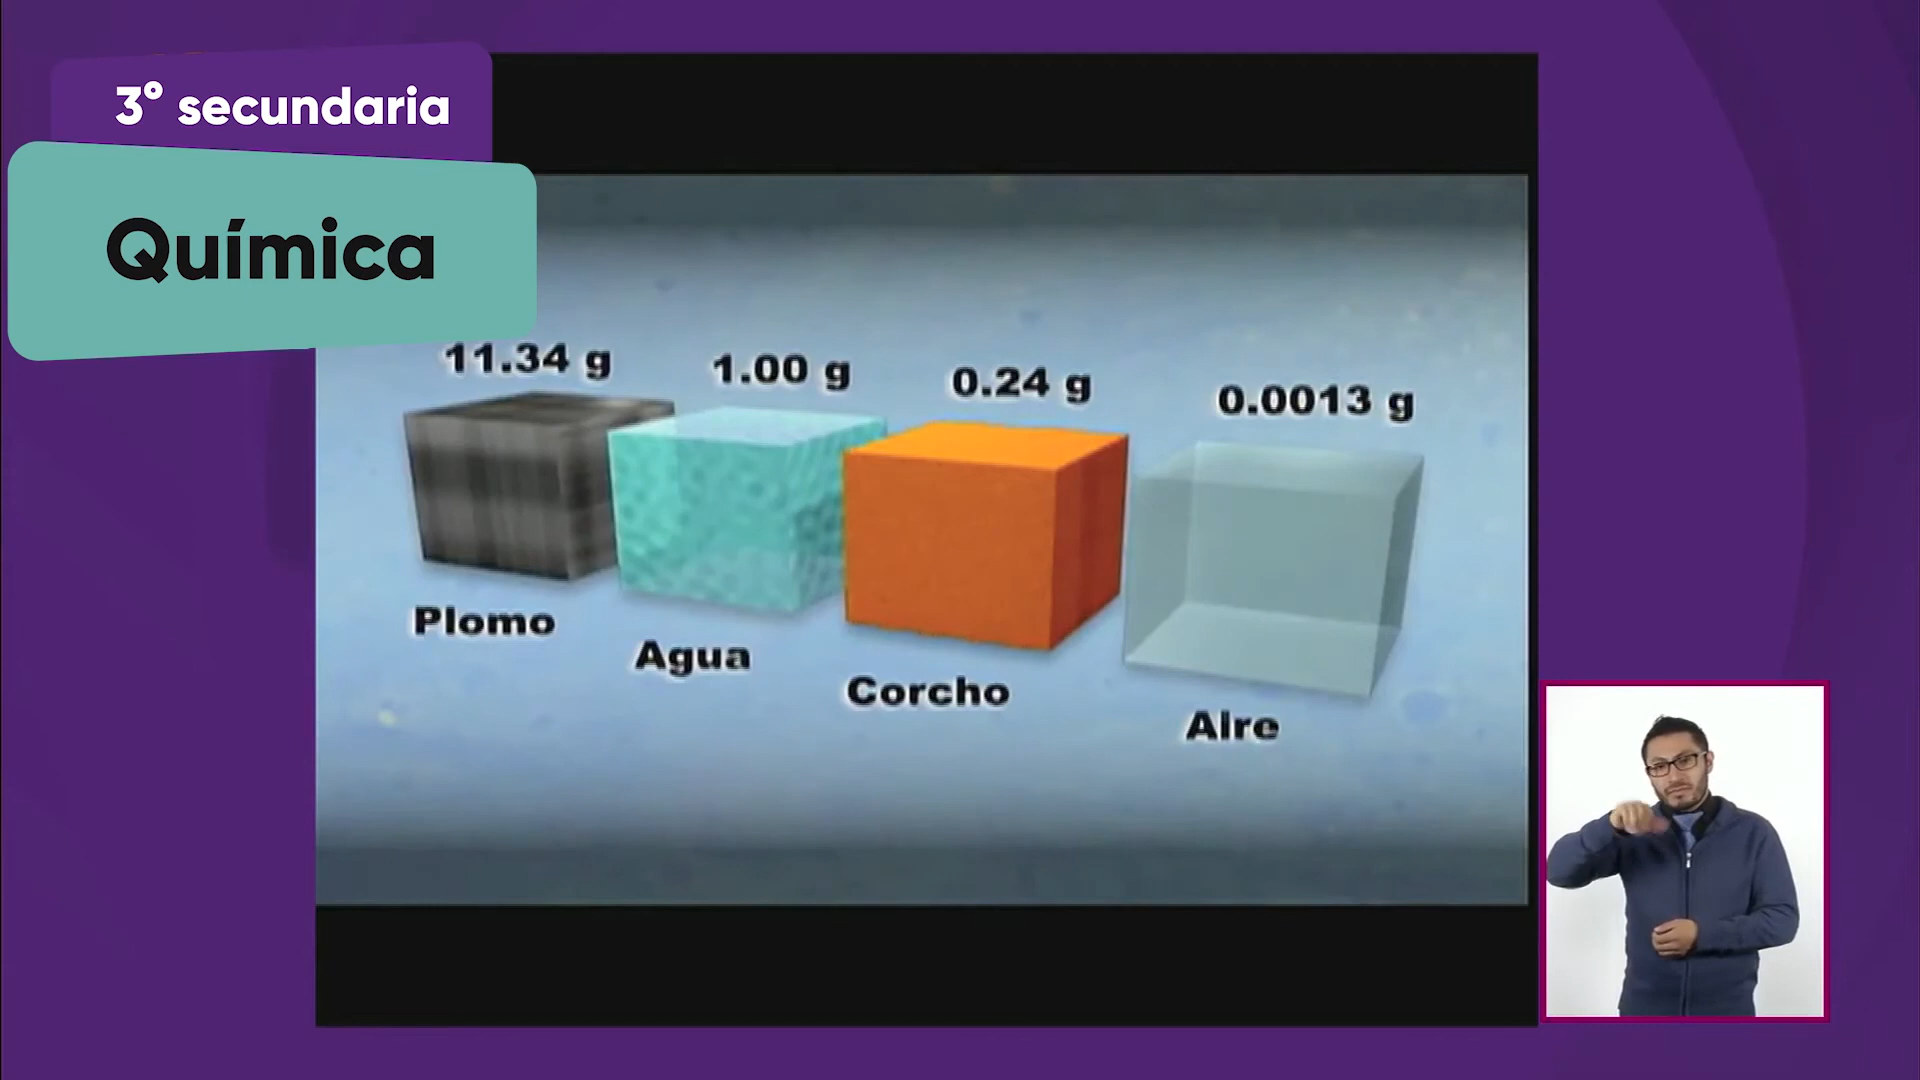 3° secundaria
Química
11.34 g
1.00 g
0.24 g
0.0013 g
Plomo
Agua
Corcho
Aire